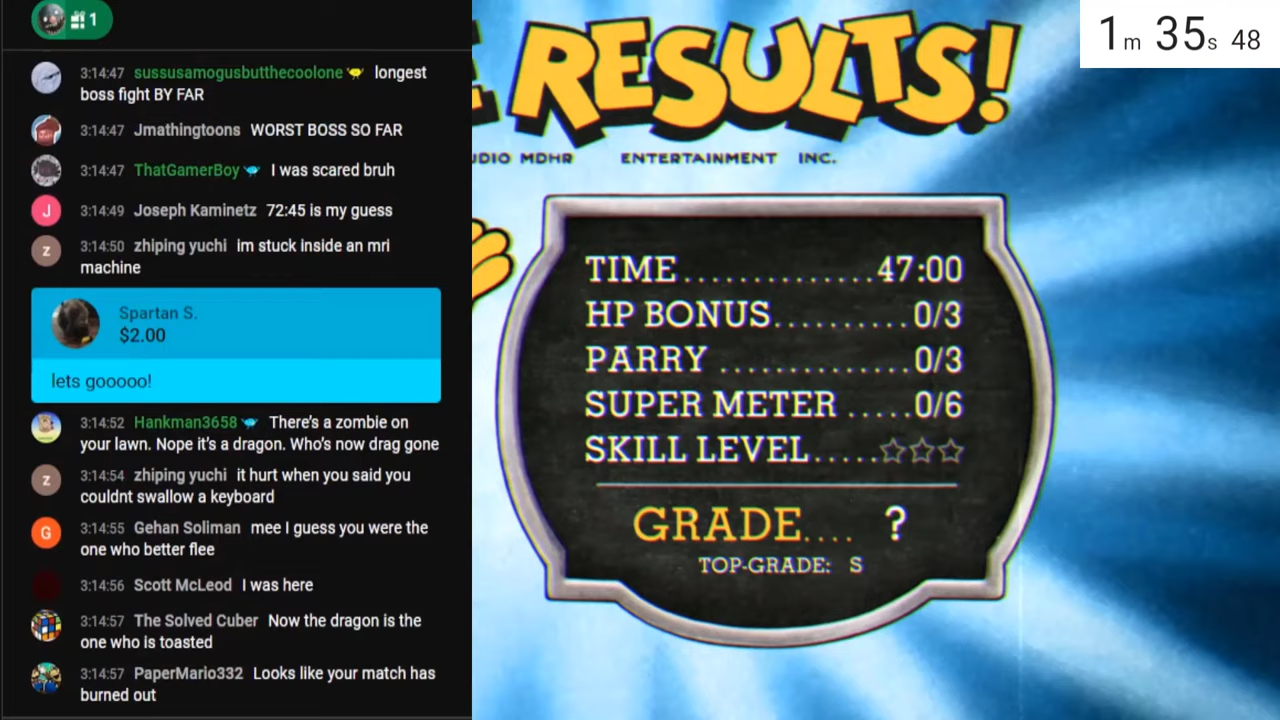 1
3:14:47 sussusamogusbutthecoolone longest
boss fight BY FAR
3:14:47 Jmathingtoons WORST BOSS SO FAR
3:14:47 ThatGamerBoy I was scared bruh
J 3:14:49 Joseph Kaminetz 72:45 is my guess
z 3:14:50 zhiping yuchi im stuck inside an mri
machine
Spartan S.
$2.00
lets gooooo!
3:14:52 Hankman3658 There's a zombie on
your lawn. Nope it's a dragon. Who's now drag gone
z 3:14:54 zhiping yuchi it hurt when you said you
couldnt swallow a keyboard
G 3:14:55 Gehan Soliman mee I guess you were the
one who better flee
3:14:56 Scott McLeod I was here
3:14:57 The Solved Cuber Now the dragon is the
one who is toasted
3:14:57 PaperMario332 Looks like your match has
burned out
E RESULTS!
UDIO MDHR ENTERTAINMENT INC.
1m 35s 48
TIME..............47:00
HP BONUS..........0/3
PARRY..............0/3
SUPER METER.....0/6
SKILL LEVEL.....☆☆☆
GRADE.... ?
TOP-GRADE: S